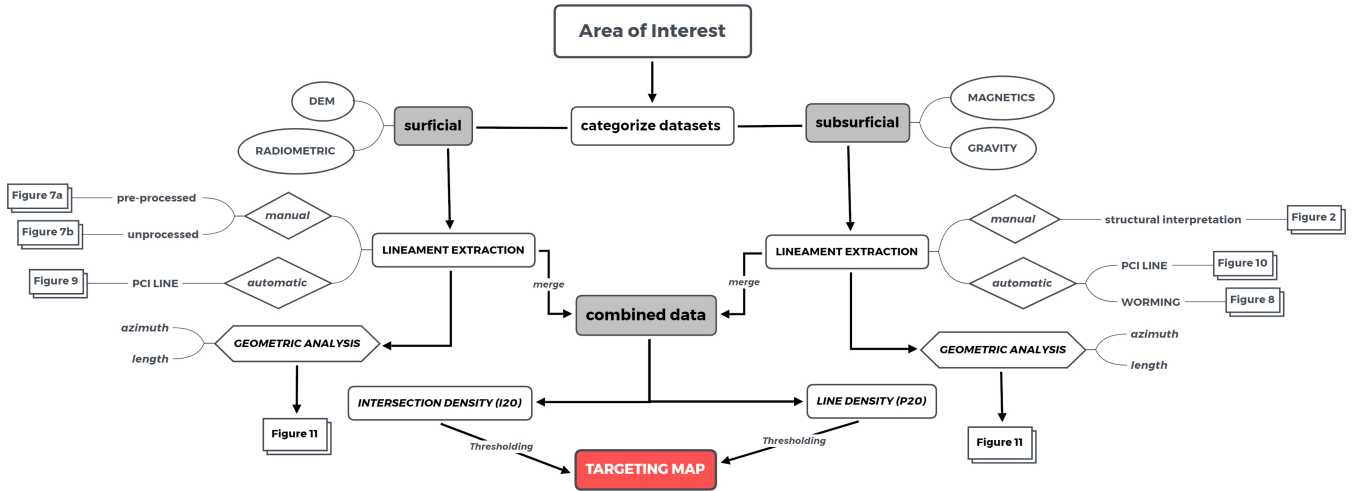 Area of Interest
DEM
RADIOMETRIC
surficial
categorize datasets
subsurficial
MAGNETICS
GRAVITY
Figure 7a
pre-processed
Figure 7b
unprocessed
manual
LINEAMENT EXTRACTION
Figure 9
PCI LINE
automatic
merge
merge
LINEAMENT EXTRACTION
manual
structural interpretation
Figure 2
automatic
PCI LINE
Figure 10
WORMING
Figure 8
combined data
azimuth
length
GEOMETRIC ANALYSIS
GEOMETRIC ANALYSIS
azimuth
length
INTERSECTION DENSITY (I20)
LINE DENSITY (P20)
Figure 11
Figure 11
Thresholding
Thresholding
TARGETING MAP